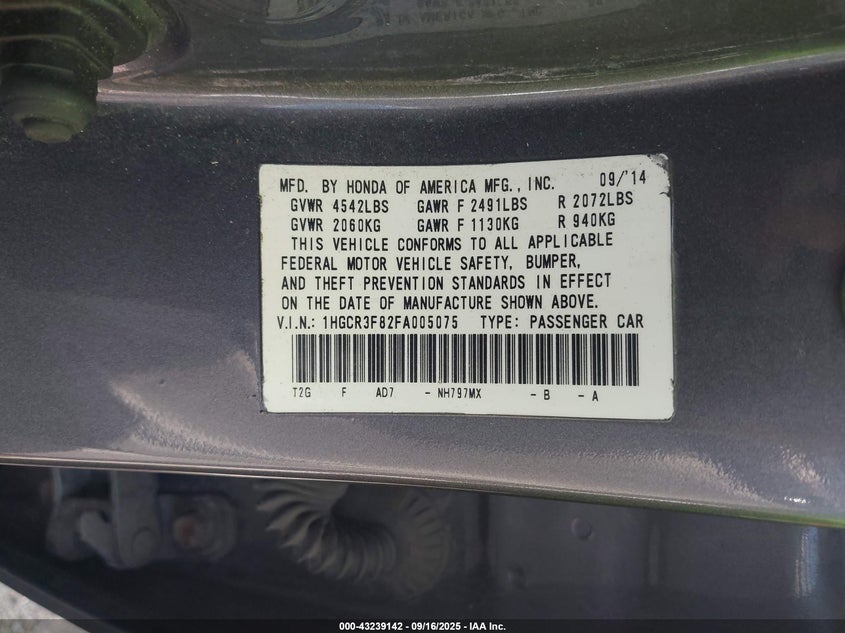 MFD. BY HONDA OF AMERICA MFG., INC. 09/'14
GVWR 4542LBS GAWR F 2491LBS R 2072LBS
GVWR 2060KG GAWR F 1130KG R 940KG
THIS VEHICLE CONFORMS TO ALL APPLICABLE
FEDERAL MOTOR VEHICLE SAFETY, BUMPER,
AND THEFT PREVENTION STANDARDS IN EFFECT
ON THE DATE OF MANUFACTURE SHOWN ABOVE.
V.I.N.: 1HGCR3F82FA005075 TYPE: PASSENGER CAR
T2G F AD7 - NH797MX - B - A
000-43239142 - 09/16/2025 - IAA Inc.